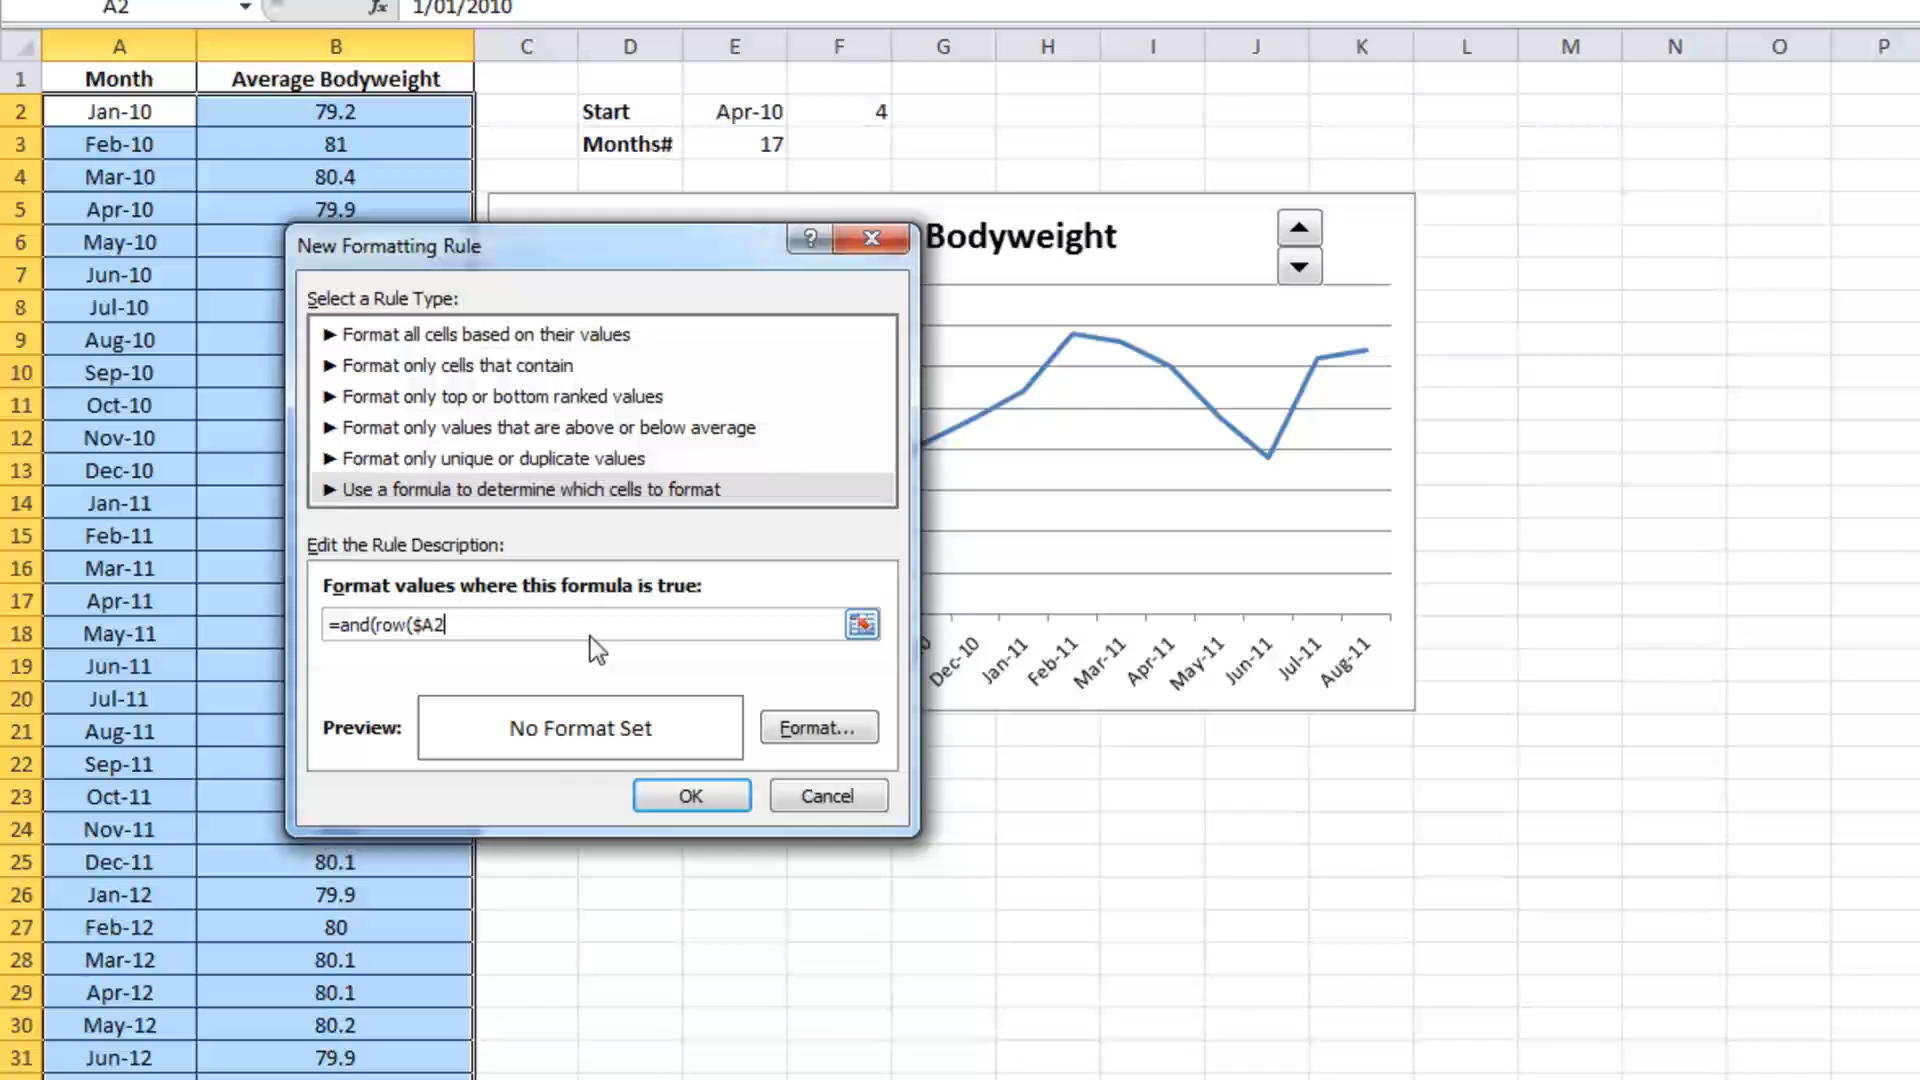 A2 fx 1/01/2010
A B C D E F G H I J K L M N O P
1 Month Average Bodyweight
2 Jan-10 79.2 Start Apr-10 4
3 Feb-10 81 Months# 17
4 Mar-10 80.4
5 Apr-10 79.9
6 May-10
7 Jun-10
8 Jul-10
9 Aug-10
10 Sep-10
11 Oct-10
12 Nov-10
13 Dec-10
14 Jan-11
15 Feb-11
16 Mar-11
17 Apr-11
18 May-11
19 Jun-11
20 Jul-11
21 Aug-11
22 Sep-11
23 Oct-11
24 Nov-11
25 Dec-11 80.1
26 Jan-12 79.9
27 Feb-12 80
28 Mar-12 80.1
29 Apr-12 80.1
30 May-12 80.2
31 Jun-12 79.9
New Formatting Rule
?
Select a Rule Type:
► Format all cells based on their values
► Format only cells that contain
► Format only top or bottom ranked values
► Format only values that are above or below average
► Format only unique or duplicate values
► Use a formula to determine which cells to format
Edit the Rule Description:
Format values where this formula is true:
=and(row($A2
Preview: No Format Set Format...
OK Cancel
Bodyweight
Dec-10 Jan-11 Feb-11 Mar-11 Apr-11 May-11 Jun-11 Jul-11 Aug-11